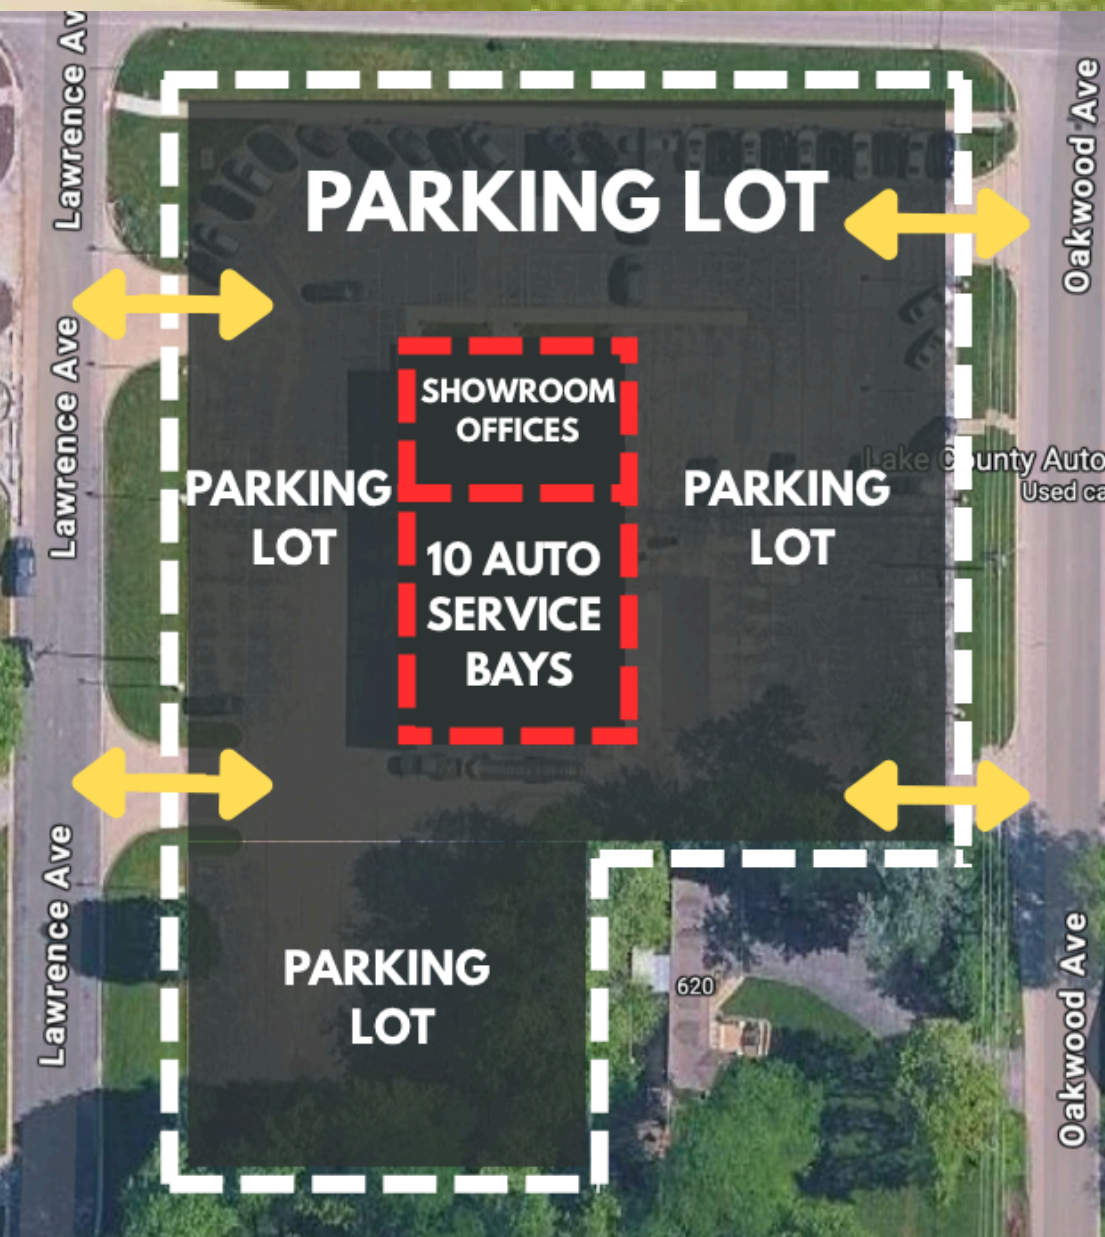 Lawrence Av
Oakwood Ave
PARKING LOT
Lawrence Ave
SHOWROOM
OFFICES
PARKING
LOT
PARKING
LOT
Lake County Auto
Used ca
10 AUTO
SERVICE
BAYS
Lawrence Ave
PARKING
LOT
620
Oakwood Ave